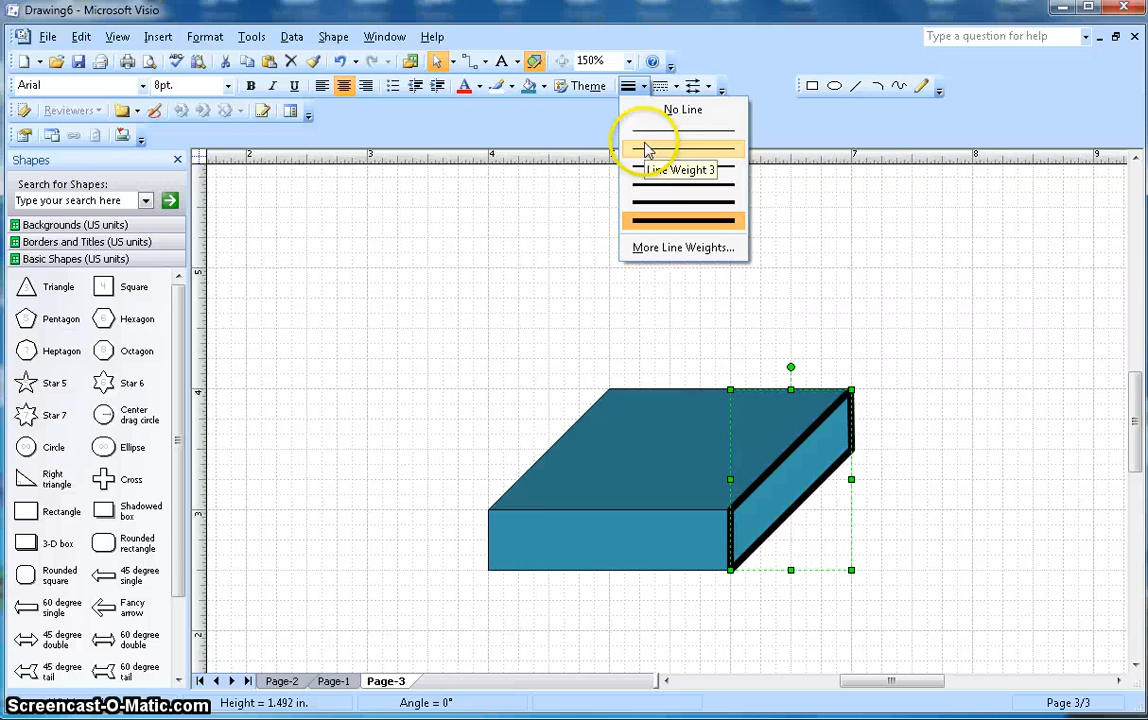 Drawing6 - Microsoft Visio
File Edit View Insert Format Tools Data Shape Window Help
Type a question for help
150%
Arial 8pt. B I U A Theme
Reviewers
No Line
Line Weight 3
More Line Weights...
Shapes
Search for Shapes:
Type your search here
Backgrounds (US units)
Borders and Titles (US units)
Basic Shapes (US units)
Triangle Square
Pentagon Hexagon
Heptagon Octagon
Star 5 Star 6
Star 7 Center drag circle
Circle Ellipse
Right triangle Cross
Rectangle Shadowed box
3-D box Rounded rectangle
Rounded square 45 degree single
60 degree single Fancy arrow
45 degree double 60 degree double
45 degree tail 60 degree tail
2 3 4 7 8 9
5
4
3
2
Page-2 Page-1 Page-3
Screencast-O-Matic.com Height = 1.492 in. Angle = 0° Page 3/3